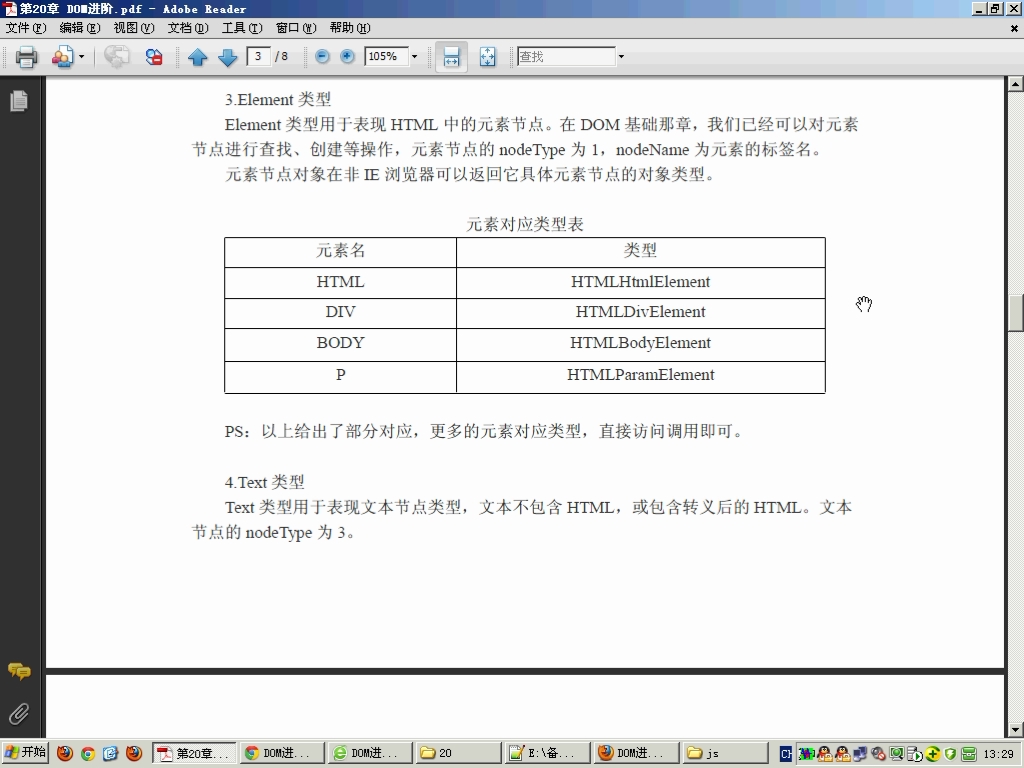 第20章 DOM进阶.pdf - Adobe Reader
文件(F) 编辑(E) 视图(V) 文档(D) 工具(T) 窗口(W) 帮助(H)
3 / 8 105% 查找
3.Element 类型
Element 类型用于表现 HTML 中的元素节点。在 DOM 基础那章，我们已经可以对元素
节点进行查找、创建等操作，元素节点的 nodeType 为 1，nodeName 为元素的标签名。
元素节点对象在非 IE 浏览器可以返回它具体元素节点的对象类型。
元素对应类型表
元素名 类型
HTML HTMLHtmlElement
DIV HTMLDivElement
BODY HTMLBodyElement
P HTMLParamElement
PS：以上给出了部分对应，更多的元素对应类型，直接访问调用即可。
4.Text 类型
Text 类型用于表现文本节点类型，文本不包含 HTML，或包含转义后的 HTML。文本
节点的 nodeType 为 3。
开始 第20章... DOM进... DOM进... 20 E:\备... DOM进... js CH 13:29